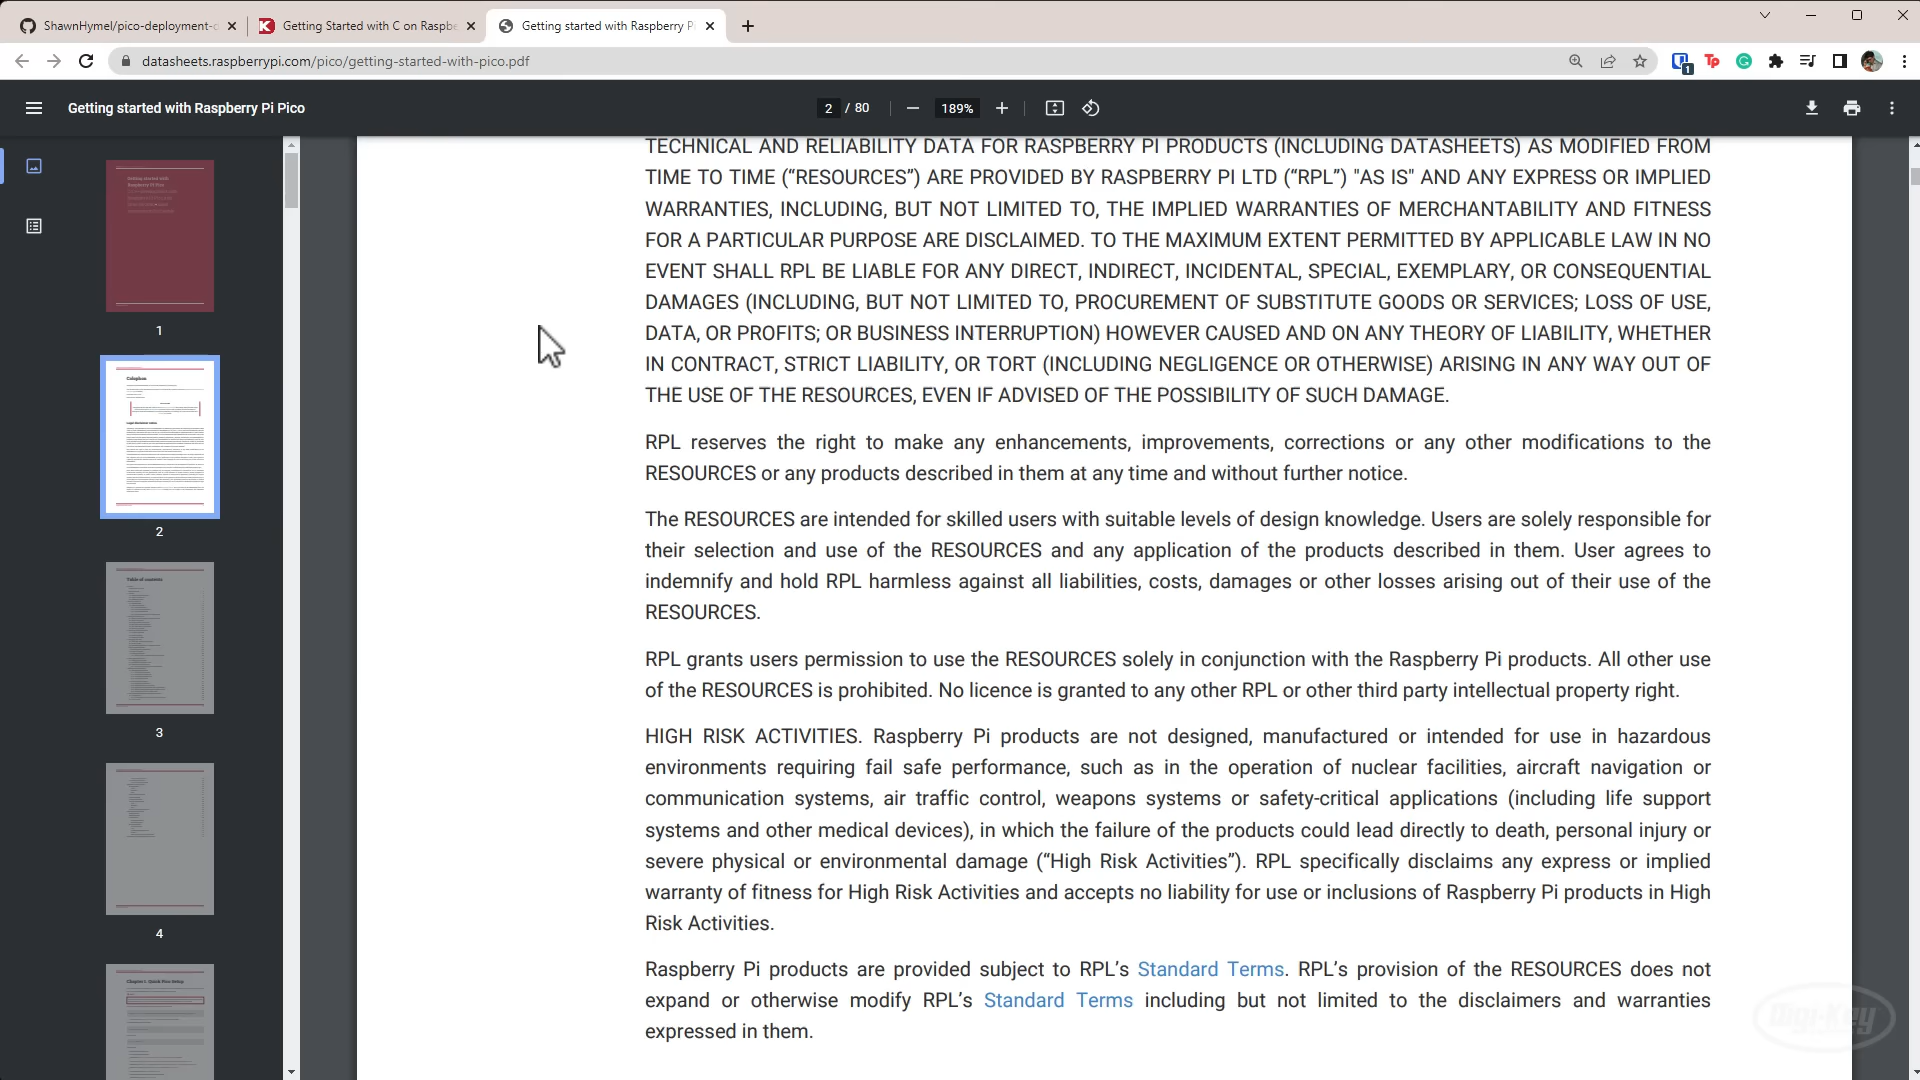 ShawnHymel/pico-deployment-c
Getting Started with C on Raspbe
Getting started with Raspberry P
datasheets.raspberrypi.com/pico/getting-started-with-pico.pdf
1
Tp
Getting started with Raspberry Pi Pico
2 / 80
189%
TECHNICAL AND RELIABILITY DATA FOR RASPBERRY PI PRODUCTS (INCLUDING DATASHEETS) AS MODIFIED FROM
TIME TO TIME (“RESOURCES”) ARE PROVIDED BY RASPBERRY PI LTD (“RPL”) "AS IS" AND ANY EXPRESS OR IMPLIED
WARRANTIES, INCLUDING, BUT NOT LIMITED TO, THE IMPLIED WARRANTIES OF MERCHANTABILITY AND FITNESS
FOR A PARTICULAR PURPOSE ARE DISCLAIMED. TO THE MAXIMUM EXTENT PERMITTED BY APPLICABLE LAW IN NO
EVENT SHALL RPL BE LIABLE FOR ANY DIRECT, INDIRECT, INCIDENTAL, SPECIAL, EXEMPLARY, OR CONSEQUENTIAL
DAMAGES (INCLUDING, BUT NOT LIMITED TO, PROCUREMENT OF SUBSTITUTE GOODS OR SERVICES; LOSS OF USE,
DATA, OR PROFITS; OR BUSINESS INTERRUPTION) HOWEVER CAUSED AND ON ANY THEORY OF LIABILITY, WHETHER
IN CONTRACT, STRICT LIABILITY, OR TORT (INCLUDING NEGLIGENCE OR OTHERWISE) ARISING IN ANY WAY OUT OF
THE USE OF THE RESOURCES, EVEN IF ADVISED OF THE POSSIBILITY OF SUCH DAMAGE.
RPL reserves the right to make any enhancements, improvements, corrections or any other modifications to the
RESOURCES or any products described in them at any time and without further notice.
The RESOURCES are intended for skilled users with suitable levels of design knowledge. Users are solely responsible for
their selection and use of the RESOURCES and any application of the products described in them. User agrees to
indemnify and hold RPL harmless against all liabilities, costs, damages or other losses arising out of their use of the
RESOURCES.
RPL grants users permission to use the RESOURCES solely in conjunction with the Raspberry Pi products. All other use
of the RESOURCES is prohibited. No licence is granted to any other RPL or other third party intellectual property right.
HIGH RISK ACTIVITIES. Raspberry Pi products are not designed, manufactured or intended for use in hazardous
environments requiring fail safe performance, such as in the operation of nuclear facilities, aircraft navigation or
communication systems, air traffic control, weapons systems or safety-critical applications (including life support
systems and other medical devices), in which the failure of the products could lead directly to death, personal injury or
severe physical or environmental damage (“High Risk Activities”). RPL specifically disclaims any express or implied
warranty of fitness for High Risk Activities and accepts no liability for use or inclusions of Raspberry Pi products in High
Risk Activities.
Raspberry Pi products are provided subject to RPL’s Standard Terms. RPL’s provision of the RESOURCES does not
expand or otherwise modify RPL’s Standard Terms including but not limited to the disclaimers and warranties
expressed in them.
Getting started with
Raspberry Pi Pico
1
Colophon
2
Table of contents
3
4
Chapter 1. Quick Pico Setup
Digi-Key